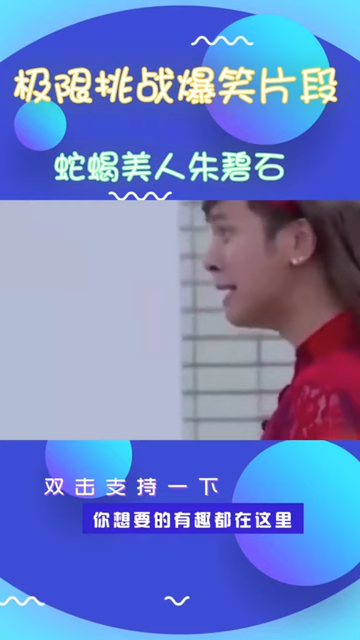 极限挑战爆笑片段
蛇蝎美人朱碧石
双击支持一下
你想要的有趣都在这里